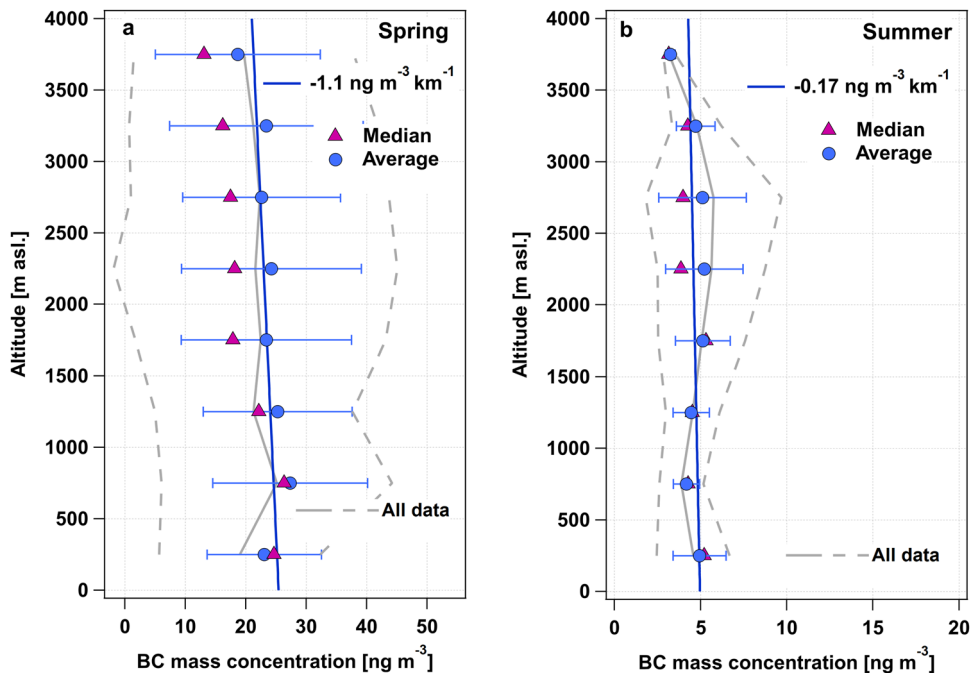 a
Spring
-1.1 ng m⁻³ km⁻¹
Median
Average
All data
4000
3500
3000
2500
2000
1500
1000
500
0
Altitude [m asl.]
0 10 20 30 40 50
BC mass concentration [ng m⁻³]
b
Summer
-0.17 ng m⁻³ km⁻¹
Median
Average
All data
4000
3500
3000
2500
2000
1500
1000
500
0
Altitude [m asl.]
0 5 10 15 20
BC mass concentration [ng m⁻³]